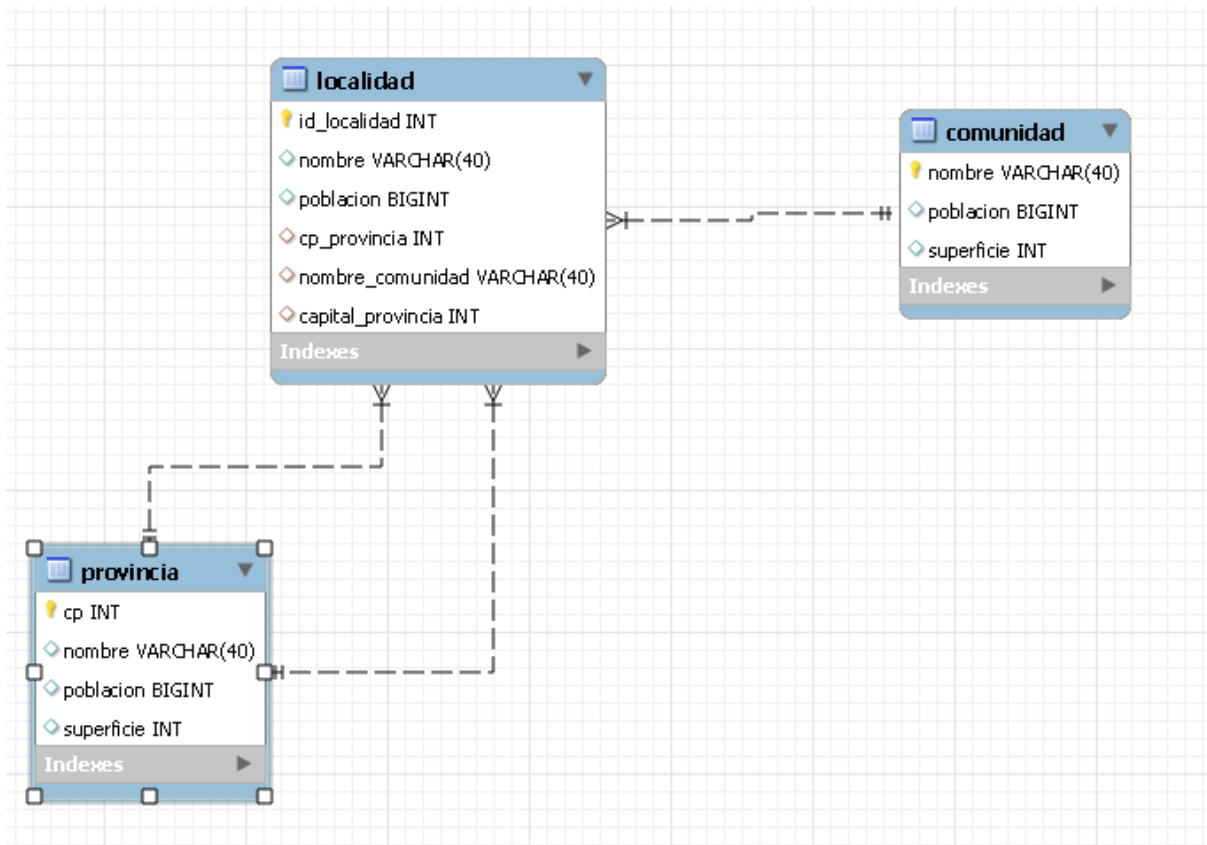 localidad
id_localidad INT
nombre VARCHAR(40)
poblacion BIGINT
cp_provincia INT
nombre_comunidad VARCHAR(40)
capital_provincia INT
Indexes
comunidad
nombre VARCHAR(40)
poblacion BIGINT
superficie INT
Indexes
provincia
cp INT
nombre VARCHAR(40)
poblacion BIGINT
superficie INT
Indexes